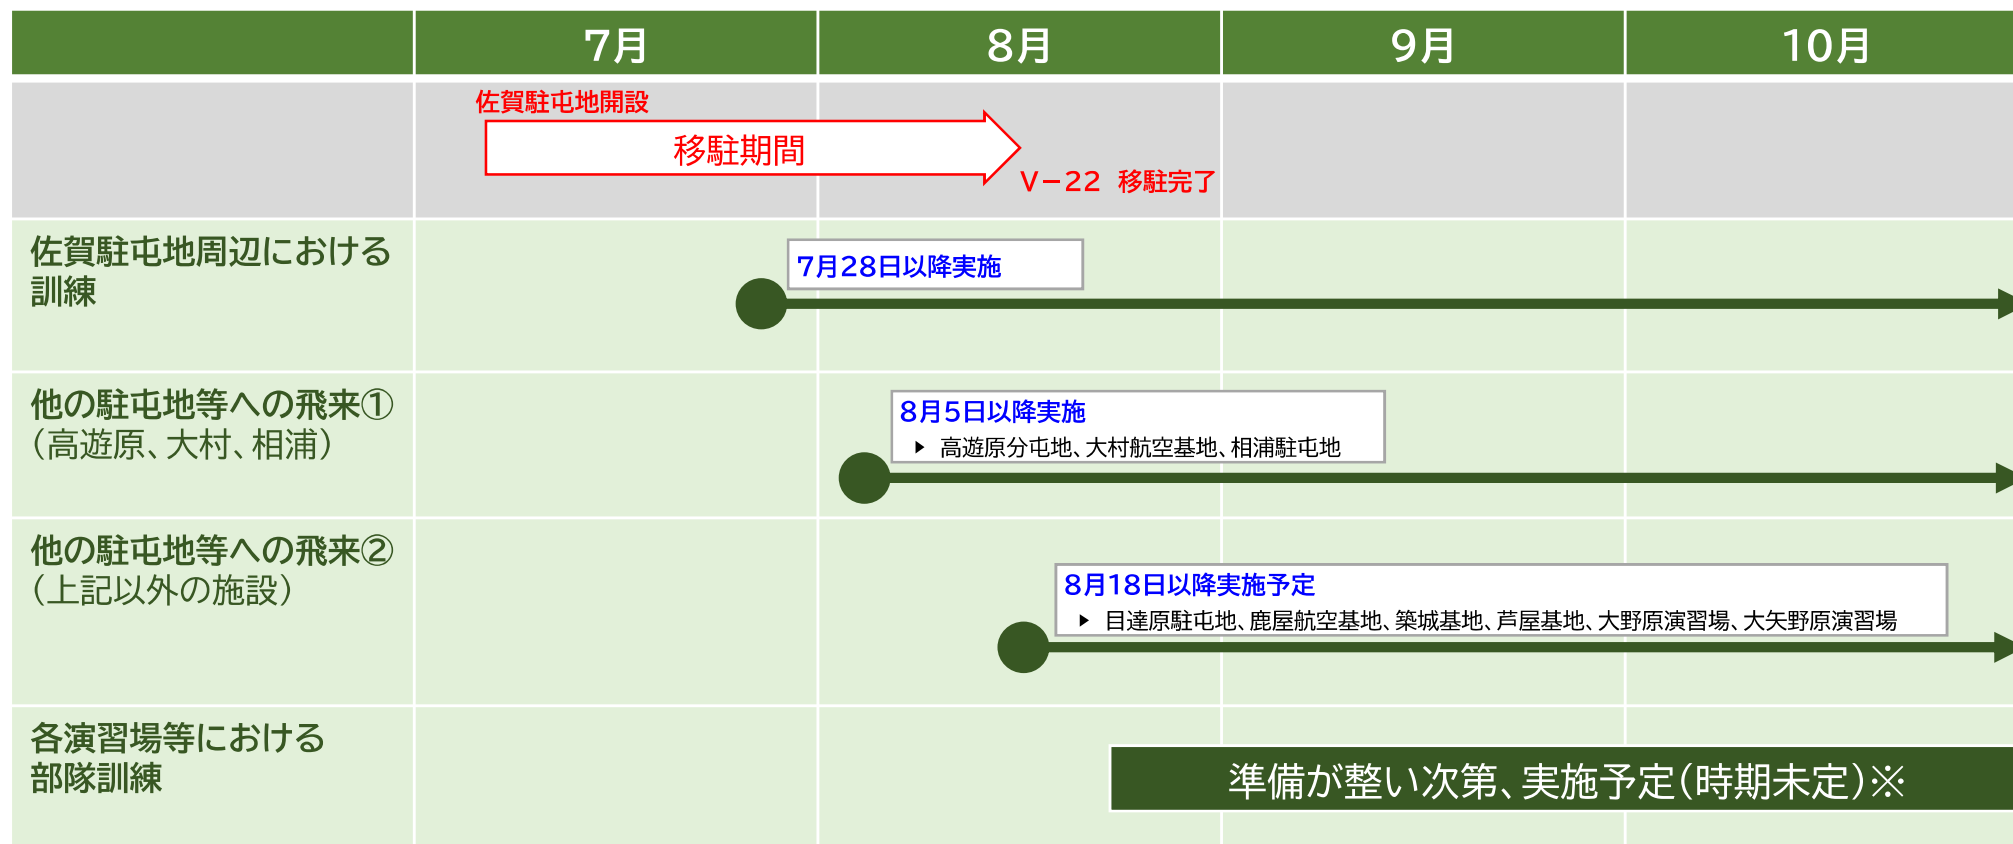 7月 8月 9月 10月
佐賀駐屯地開設
移駐期間
V－22 移駐完了
佐賀駐屯地周辺における
訓練
7月28日以降実施
他の駐屯地等への飛来①
（高遊原、大村、相浦）
8月5日以降実施
▶ 高遊原分屯地、大村航空基地、相浦駐屯地
他の駐屯地等への飛来②
（上記以外の施設）
8月18日以降実施予定
▶ 目達原駐屯地、鹿屋航空基地、築城基地、芦屋基地、大野原演習場、大矢野原演習場
各演習場等における
部隊訓練
準備が整い次第、実施予定（時期未定）※